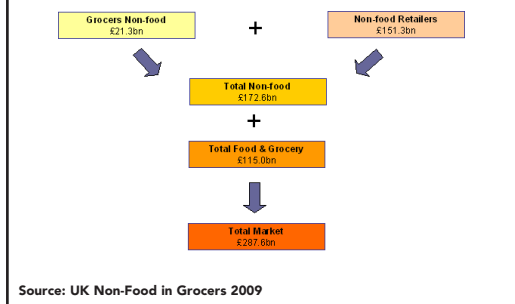 Grocers Non-food
£21.3bn
+
Non-food Retailers
£151.3bn
Total Non-food
£172.6bn
+
Total Food & Grocery
£115.0bn
Total Market
£287.6bn
Source: UK Non-Food in Grocers 2009